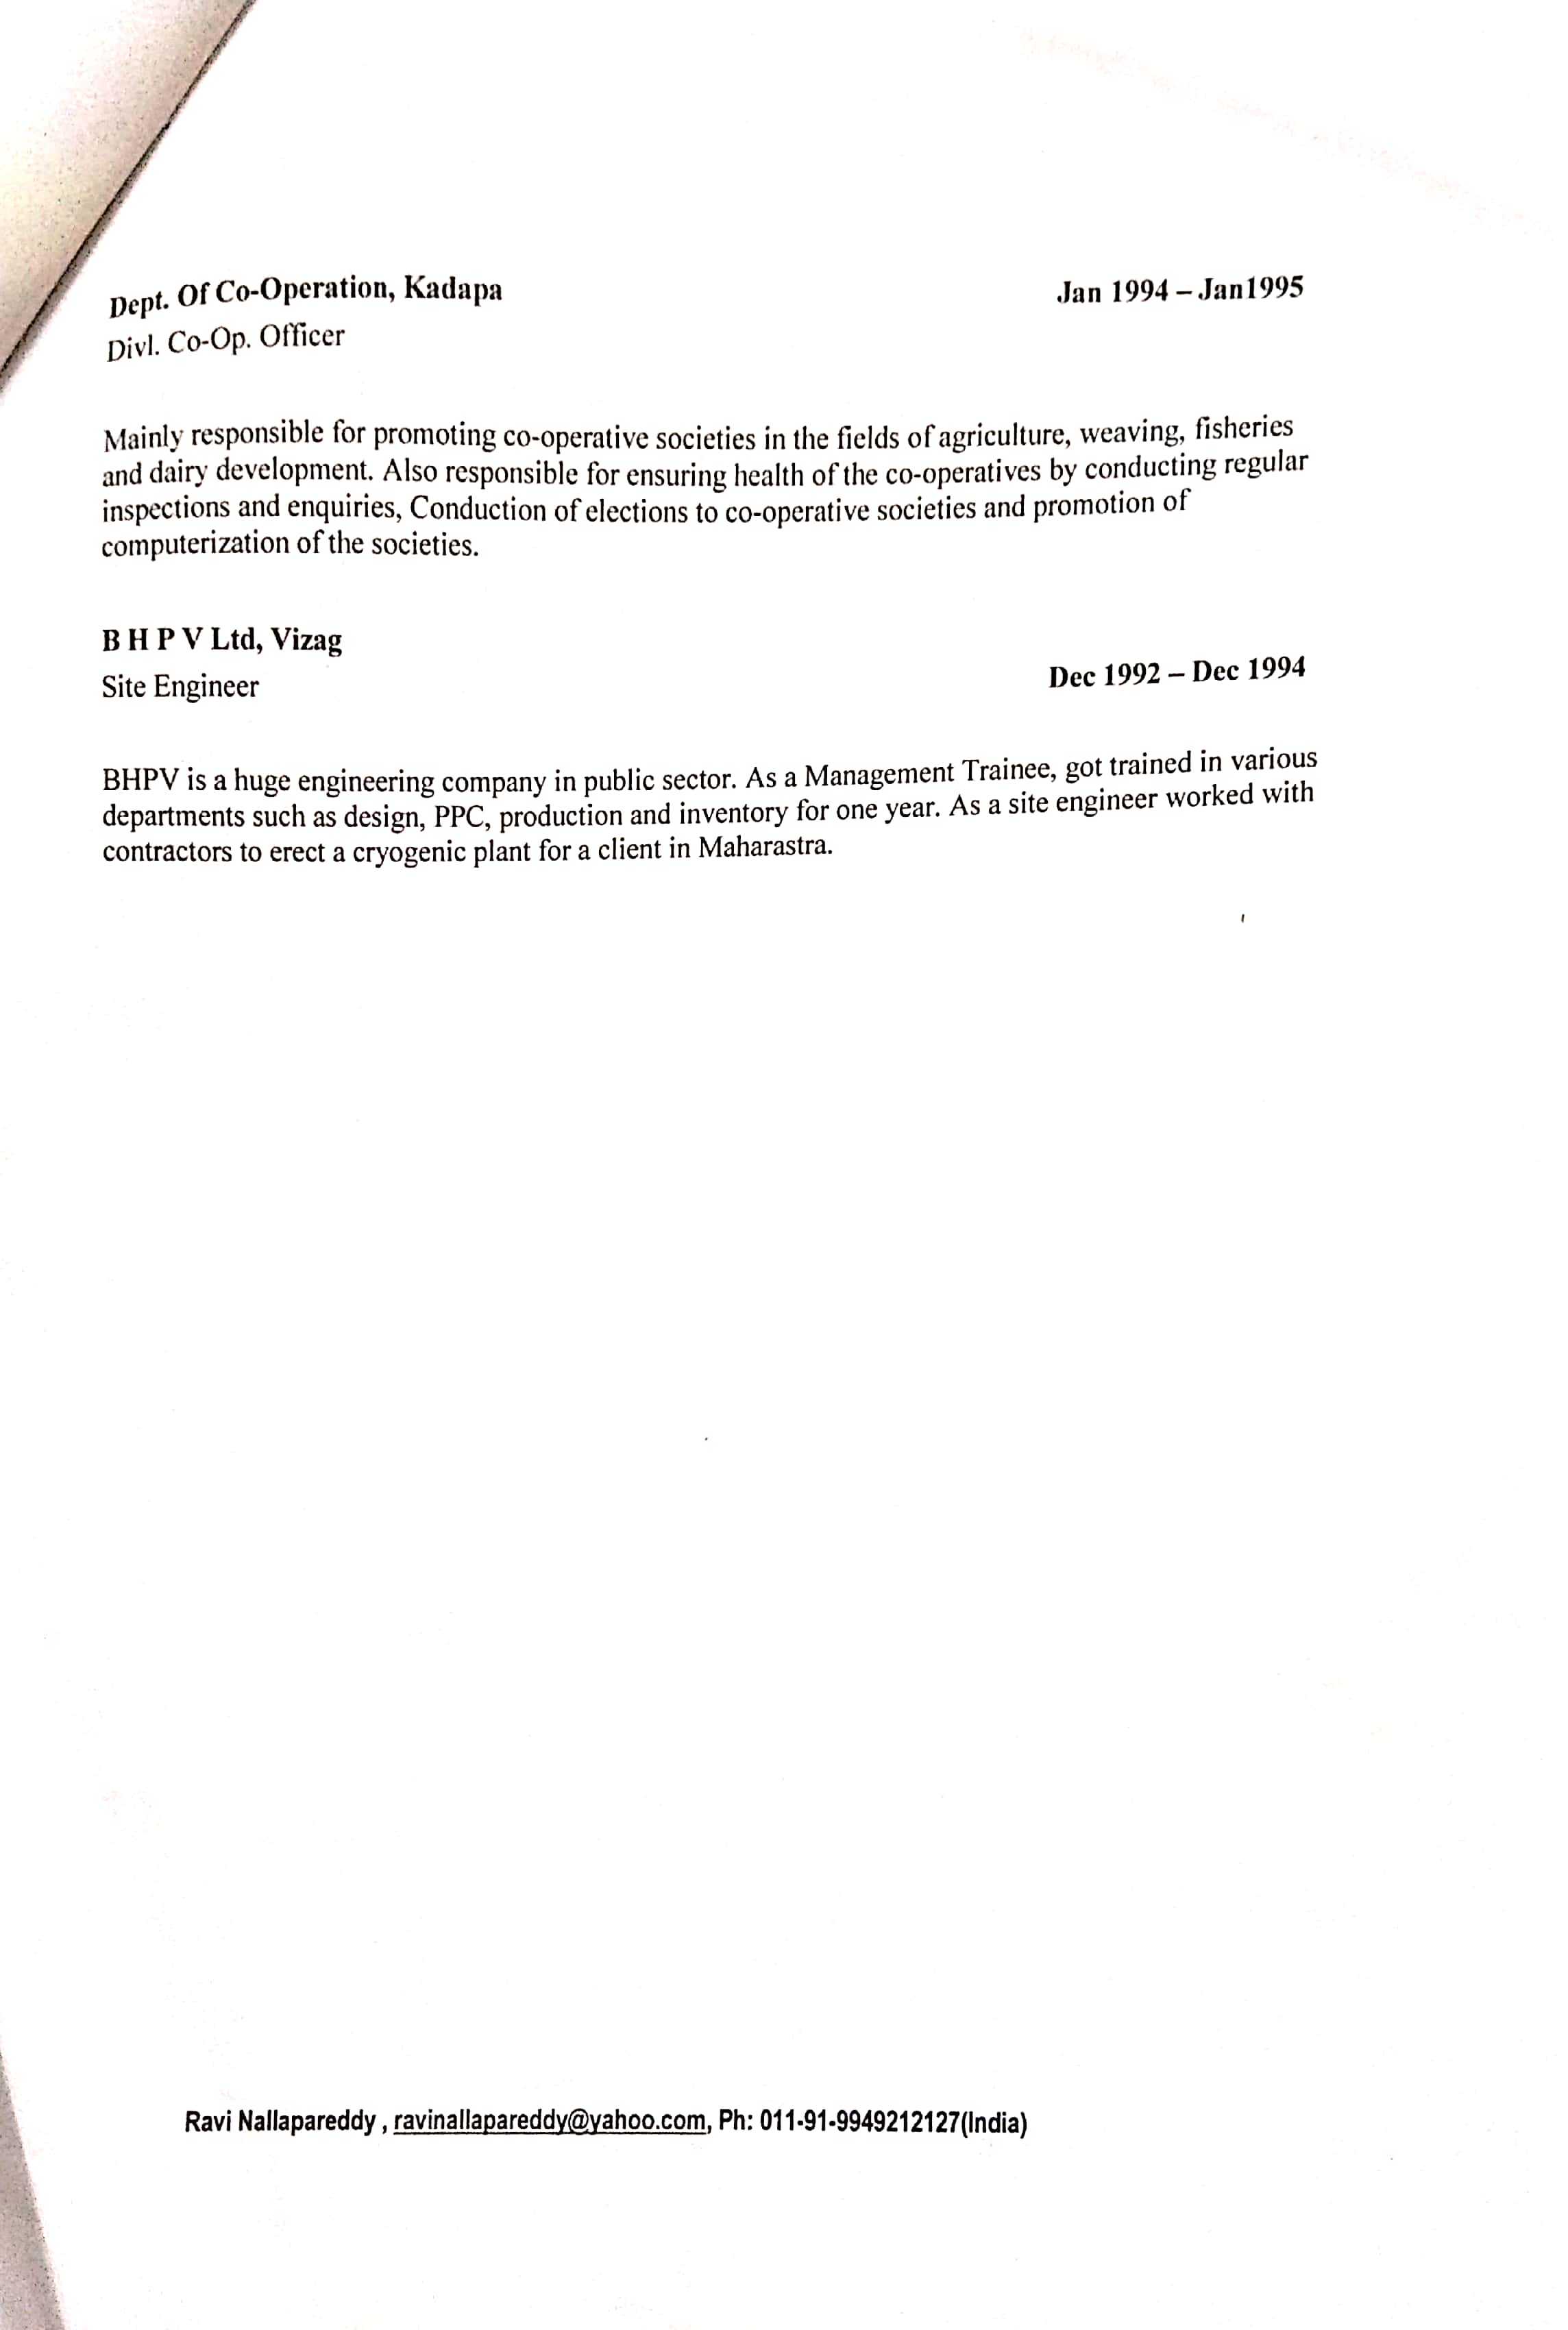 Dept. Of Co-Operation, Kadapa Jan 1994 – Jan1995
Divl. Co-Op. Officer
Mainly responsible for promoting co-operative societies in the fields of agriculture, weaving, fisheries
and dairy development. Also responsible for ensuring health of the co-operatives by conducting regular
inspections and enquiries, Conduction of elections to co-operative societies and promotion of
computerization of the societies.
B H P V Ltd, Vizag
Site Engineer Dec 1992 – Dec 1994
BHPV is a huge engineering company in public sector. As a Management Trainee, got trained in various
departments such as design, PPC, production and inventory for one year. As a site engineer worked with
contractors to erect a cryogenic plant for a client in Maharastra.
Ravi Nallapareddy , ravinallapareddy@yahoo.com, Ph: 011-91-9949212127(India)